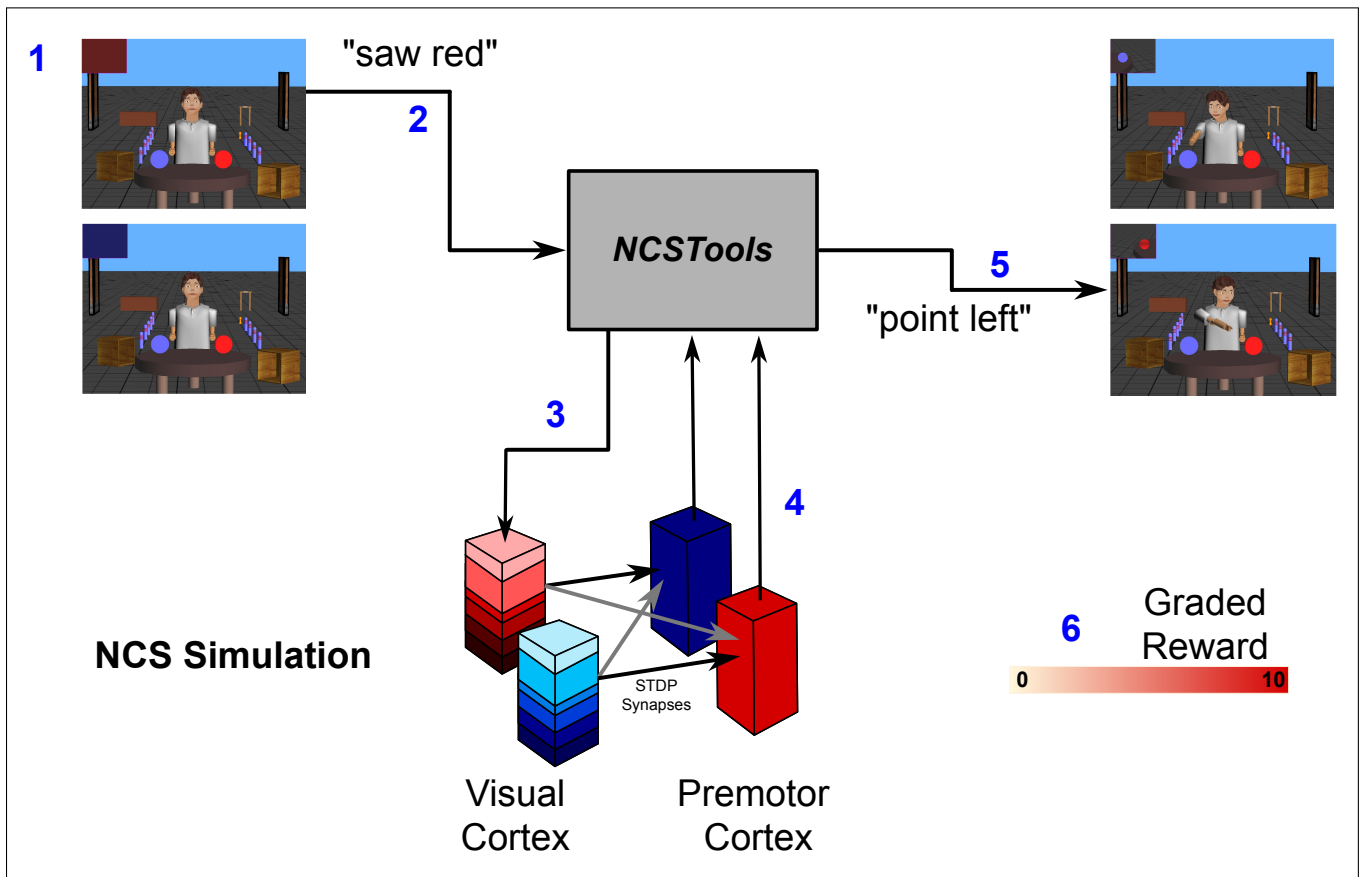 1
"saw red"
2
NCSTools
5
"point left"
3
4
NCS Simulation
STDP
Synapses
Visual
Cortex
Premotor
Cortex
6
Graded
Reward
0
10